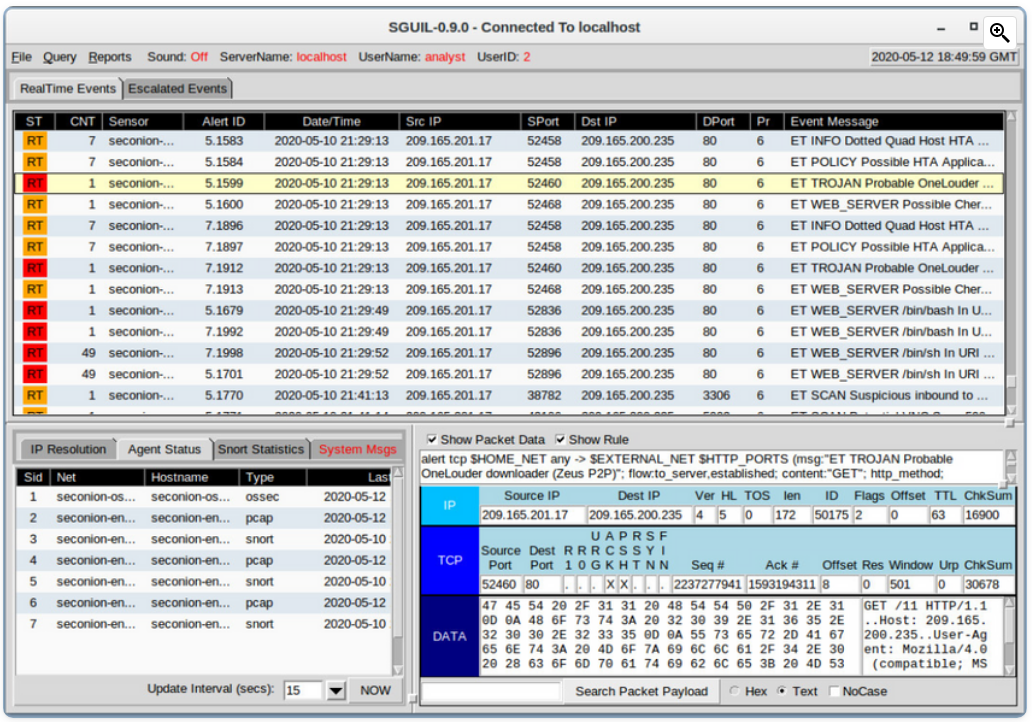 SGUIL-0.9.0 - Connected To localhost
File Query Reports Sound: Off ServerName: localhost UserName: analyst UserID: 2 2020-05-12 18:49:59 GMT
RealTime Events Escalated Events
ST CNT Sensor Alert ID Date/Time Src IP SPort Dst IP DPort Pr Event Message
RT 7 seconion-... 5.1583 2020-05-10 21:29:13 209.165.201.17 52458 209.165.200.235 80 6 ET INFO Dotted Quad Host HTA ...
RT 7 seconion-... 5.1584 2020-05-10 21:29:13 209.165.201.17 52458 209.165.200.235 80 6 ET POLICY Possible HTA Applica...
RT 1 seconion-... 5.1599 2020-05-10 21:29:13 209.165.201.17 52460 209.165.200.235 80 6 ET TROJAN Probable OneLouder ...
RT 1 seconion-... 5.1600 2020-05-10 21:29:13 209.165.201.17 52468 209.165.200.235 80 6 ET WEB_SERVER Possible Cher...
RT 7 seconion-... 7.1896 2020-05-10 21:29:13 209.165.201.17 52458 209.165.200.235 80 6 ET INFO Dotted Quad Host HTA ...
RT 7 seconion-... 7.1897 2020-05-10 21:29:13 209.165.201.17 52458 209.165.200.235 80 6 ET POLICY Possible HTA Applica...
RT 1 seconion-... 7.1912 2020-05-10 21:29:13 209.165.201.17 52460 209.165.200.235 80 6 ET TROJAN Probable OneLouder ...
RT 1 seconion-... 7.1913 2020-05-10 21:29:13 209.165.201.17 52468 209.165.200.235 80 6 ET WEB_SERVER Possible Cher...
RT 1 seconion-... 5.1679 2020-05-10 21:29:49 209.165.201.17 52836 209.165.200.235 80 6 ET WEB_SERVER /bin/bash In U...
RT 1 seconion-... 7.1992 2020-05-10 21:29:49 209.165.201.17 52836 209.165.200.235 80 6 ET WEB_SERVER /bin/bash In U...
RT 49 seconion-... 7.1998 2020-05-10 21:29:52 209.165.201.17 52896 209.165.200.235 80 6 ET WEB_SERVER /bin/sh In URI ...
RT 49 seconion-... 5.1701 2020-05-10 21:29:52 209.165.201.17 52896 209.165.200.235 80 6 ET WEB_SERVER /bin/sh In URI ...
RT 1 seconion-... 5.1770 2020-05-10 21:41:13 209.165.201.17 38782 209.165.200.235 3306 6 ET SCAN Suspicious inbound to ...
IP Resolution Agent Status Snort Statistics System Msgs
Sid Net Hostname Type Last
1 seconion-os... seconion-os... ossec 2020-05-12
2 seconion-en... seconion-en... pcap 2020-05-12
3 seconion-en... seconion-en... snort 2020-05-10
4 seconion-en... seconion-en... pcap 2020-05-12
5 seconion-en... seconion-en... snort 2020-05-10
6 seconion-en... seconion-en... pcap 2020-05-12
7 seconion-en... seconion-en... snort 2020-05-10
Update Interval (secs): 15 NOW
Show Packet Data Show Rule
alert tcp $HOME_NET any -> $EXTERNAL_NET $HTTP_PORTS (msg:"ET TROJAN Probable
OneLouder downloader (Zeus P2P)"; flow:to_server,established; content:"GET"; http_method;
IP Source IP Dest IP Ver HL TOS len ID Flags Offset TTL ChkSum
209.165.201.17 209.165.200.235 4 5 0 172 50175 2 0 63 16900
U A P R S F
Source Dest R R R C S S Y I
TCP Port Port 1 0 G K H T N N Seq # Ack # Offset Res Window Urp ChkSum
52460 80 . . . X X . . . 2237277941 1593194311 8 0 501 0 30678
DATA
47 45 54 20 2F 31 31 20 48 54 54 50 2F 31 2E 31 GET /11 HTTP/1.1
0D 0A 48 6F 73 74 3A 20 32 30 39 2E 31 36 35 2E ..Host: 209.165.
32 30 30 2E 32 33 35 0D 0A 55 73 65 72 2D 41 67 200.235..User-Ag
65 6E 74 3A 20 4D 6F 7A 69 6C 6C 61 2F 34 2E 30 ent: Mozilla/4.0
20 28 63 6F 6D 70 61 74 69 62 6C 65 3B 20 4D 53 (compatible; MS
Search Packet Payload Hex Text NoCase